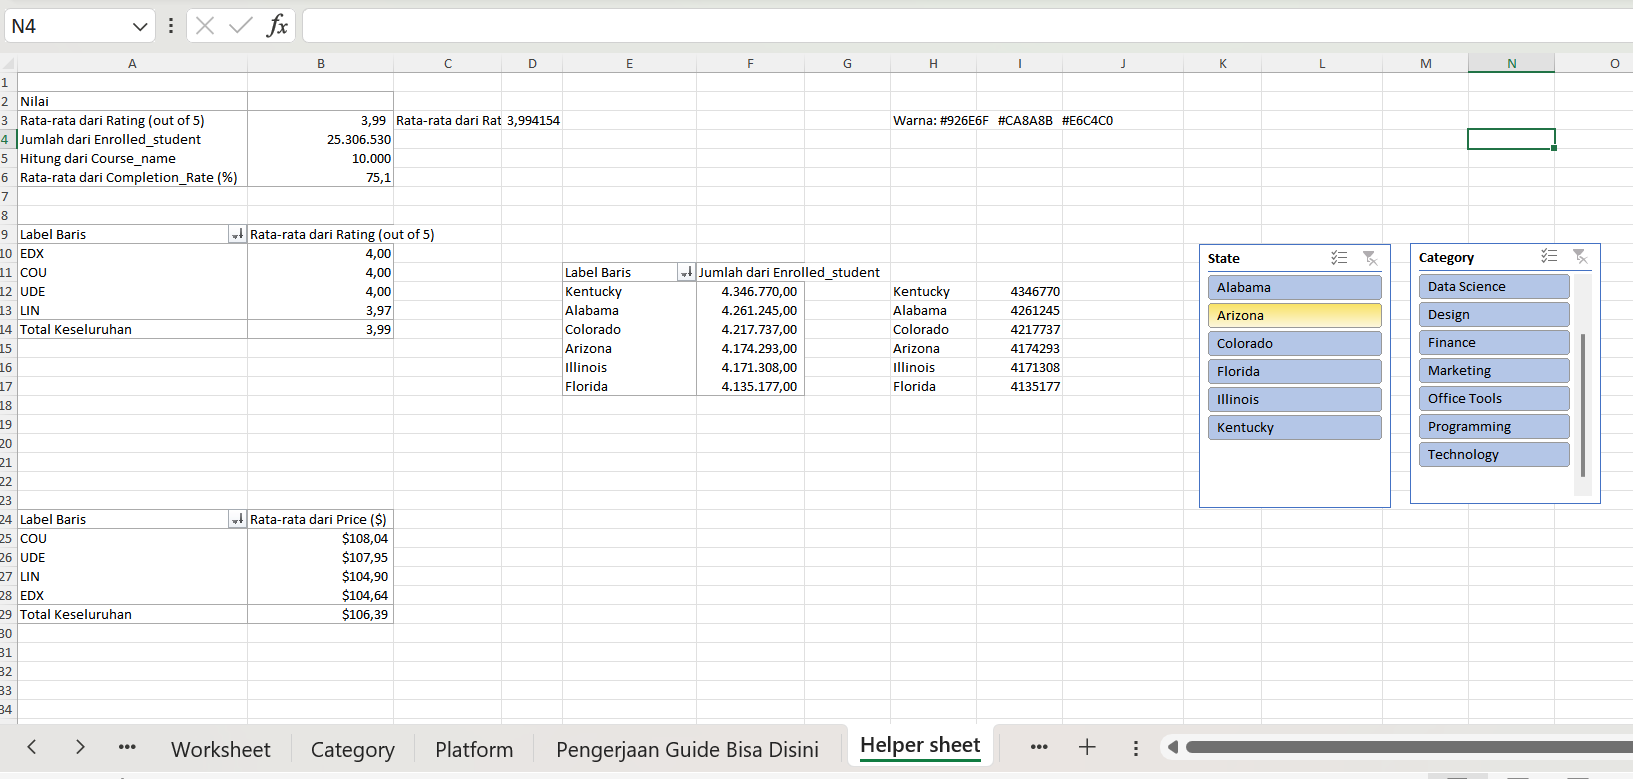 N4
fx
A B C D E F G H I J K L M N O
1
2 Nilai
3 Rata-rata dari Rating (out of 5) 3,99 Rata-rata dari Rat 3,994154 Warna: #926E6F #CA8A8B #E6C4C0
4 Jumlah dari Enrolled_student 25.306.530
5 Hitung dari Course_name 10.000
6 Rata-rata dari Completion_Rate (%) 75,1
7
8
9 Label Baris Rata-rata dari Rating (out of 5)
10 EDX 4,00 State Category
11 COU 4,00 Label Baris Jumlah dari Enrolled_student
12 UDE 4,00 Kentucky 4.346.770,00 Kentucky 4346770 Alabama Data Science
13 LIN 3,97 Alabama 4.261.245,00 Alabama 4261245 Arizona Design
14 Total Keseluruhan 3,99 Colorado 4.217.737,00 Colorado 4217737 Colorado Finance
15 Arizona 4.174.293,00 Arizona 4174293
16 Illinois 4.171.308,00 Illinois 4171308 Florida Marketing
17 Florida 4.135.177,00 Florida 4135177
18 Illinois Office Tools
19 Kentucky Programming
20
21 Technology
22
23
24 Label Baris Rata-rata dari Price ($)
25 COU $108,04
26 UDE $107,95
27 LIN $104,90
28 EDX $104,64
29 Total Keseluruhan $106,39
30
31
32
33
34
Worksheet Category Platform Pengerjaan Guide Bisa Disini Helper sheet